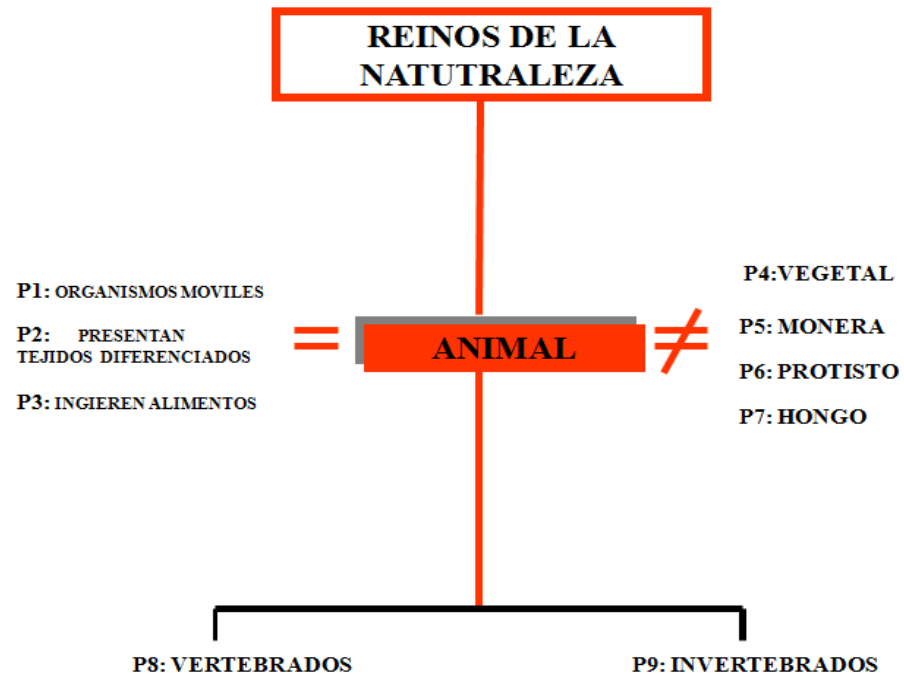 REINOS DE LA
NATUTRALEZA
P1: ORGANISMOS MOVILES
P2: PRESENTAN
TEJIDOS DIFERENCIADOS
P3: INGIEREN ALIMENTOS
=
ANIMAL
≠
P4:VEGETAL
P5: MONERA
P6: PROTISTO
P7: HONGO
P8: VERTEBRADOS
P9: INVERTEBRADOS